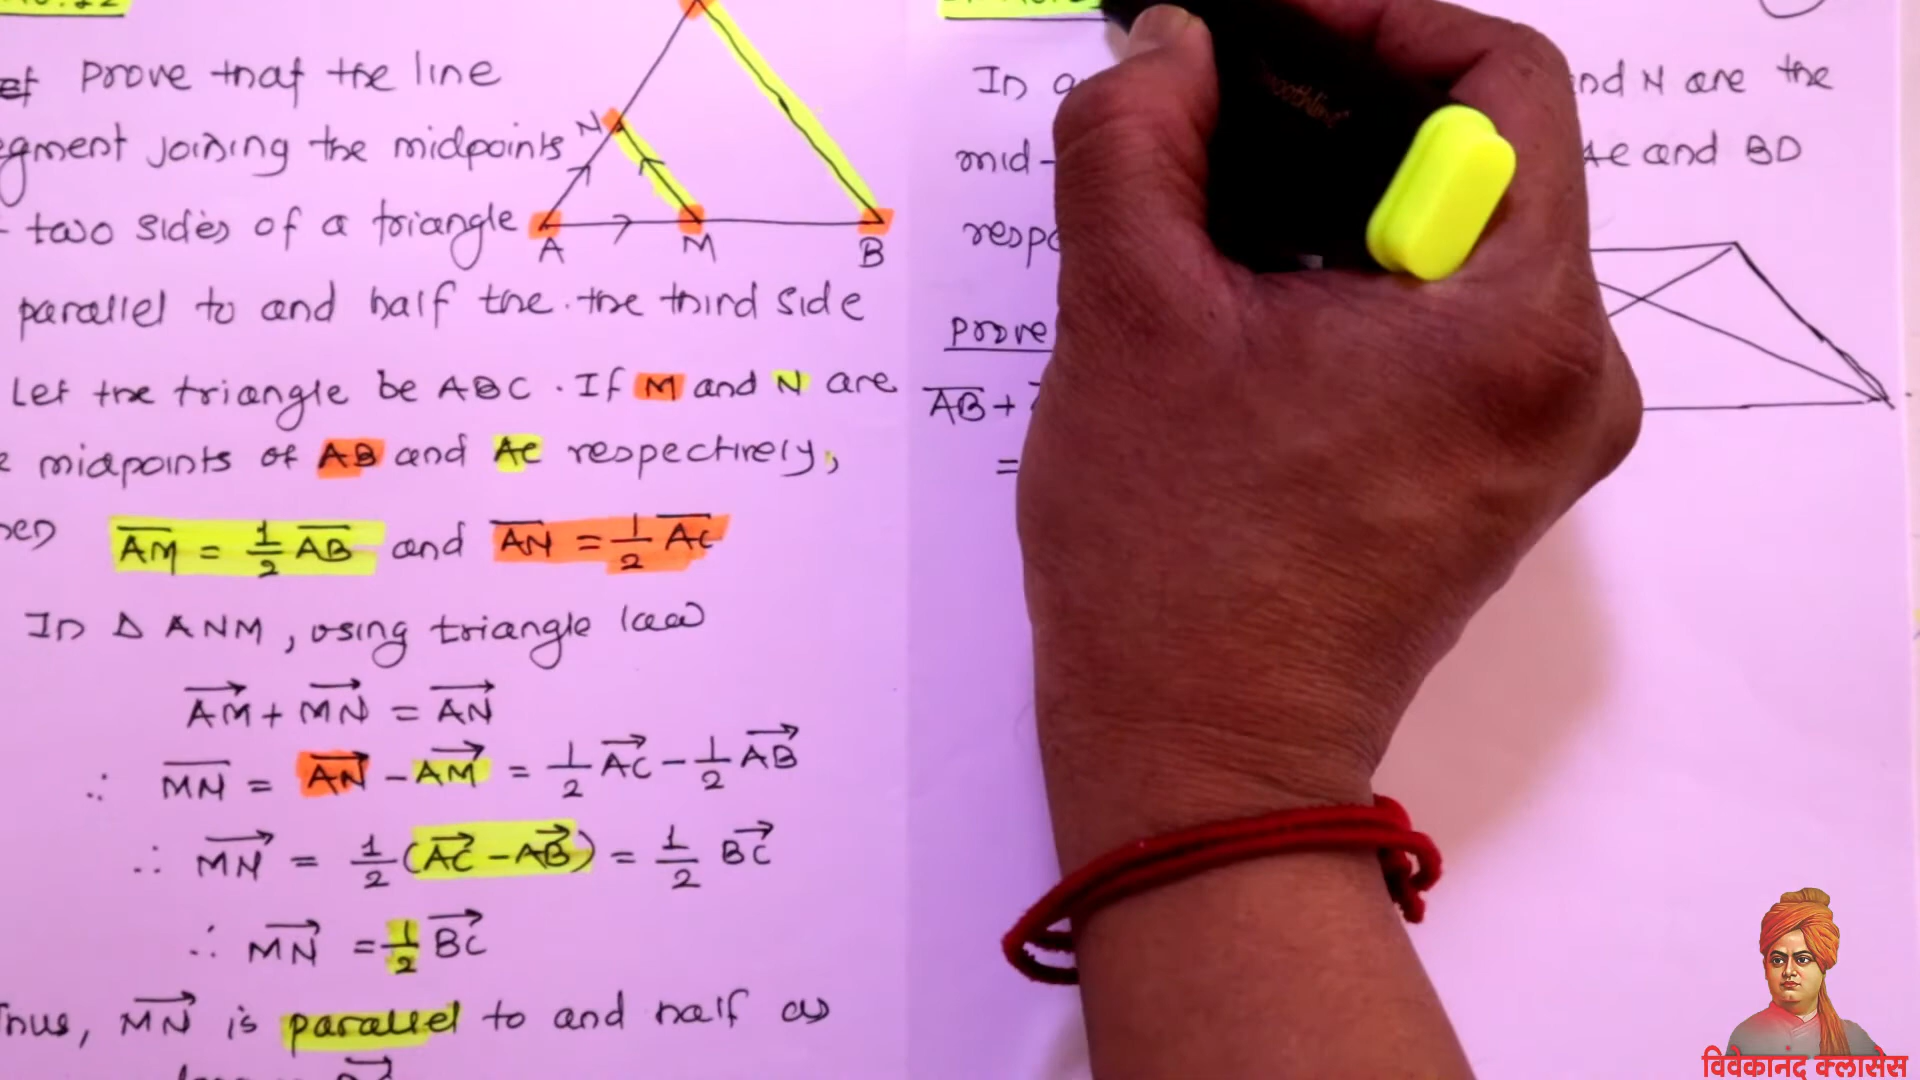 Prove that the line
segment joining the midpoints
two sides of a triangle
parallel to and half the. the third side
Let the triangle be ABC. If M and N are
midpoints of AB and AC respectively,
AM = 1/2 AB and AN = 1/2 AC
In Δ ANM, using triangle law
AM + MN = AN
∴ MN = AN - AM = 1/2 AC - 1/2 AB
∴ MN = 1/2 (AC - AB) = 1/2 BC
∴ MN = 1/2 BC
Thus, MN is parallel to and half as
N
A M B
In
and N are the
mid-
AC and BD
Prove
AB +
=
विवेकानंद क्लासेस